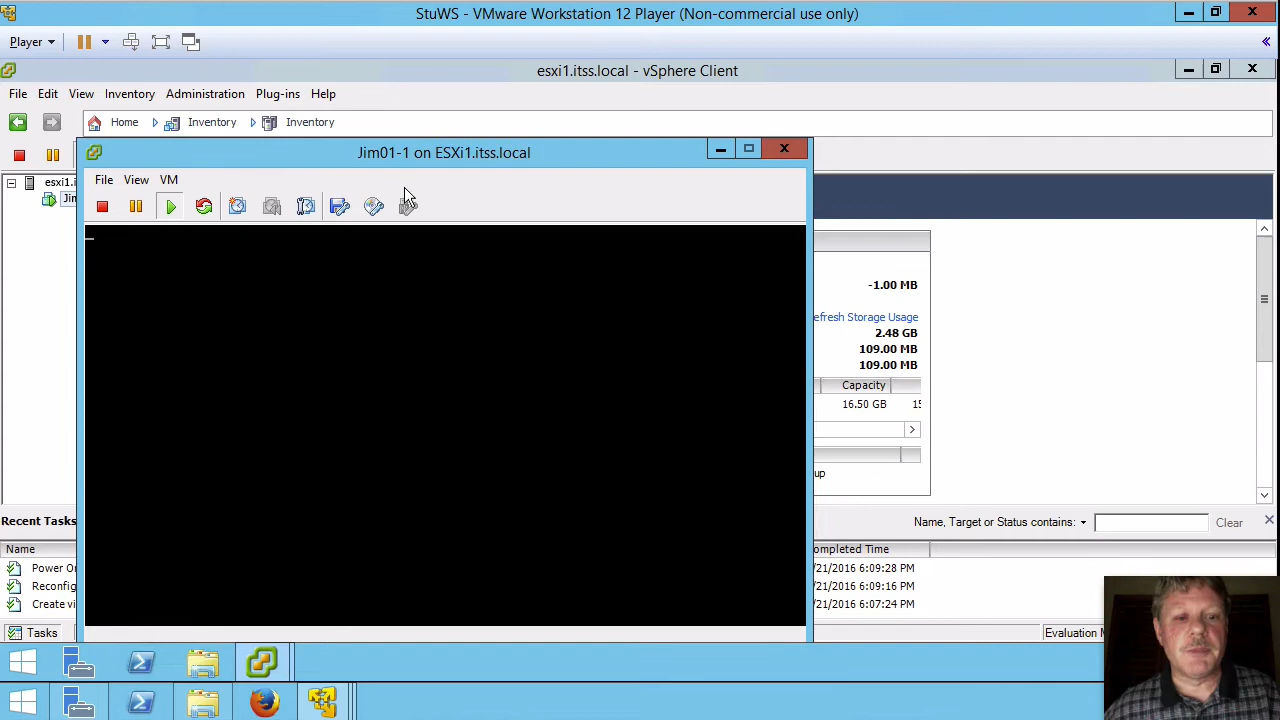 StuWS - VMware Workstation 12 Player (Non-commercial use only)
Player
esxi1.itss.local - vSphere Client
File Edit View Inventory Administration Plug-ins Help
Home Inventory Inventory
Jim01-1 on ESXi1.itss.local
File View VM
esxi1.i
Jim
-1.00 MB
efresh Storage Usage
2.48 GB
109.00 MB
109.00 MB
Capacity
16.50 GB 15
up
Recent Tasks
Name, Target or Status contains: Clear
Name ompleted Time
Power On /21/2016 6:09:28 PM
Reconfig /21/2016 6:09:16 PM
Create vi /21/2016 6:07:24 PM
Tasks Evaluation M